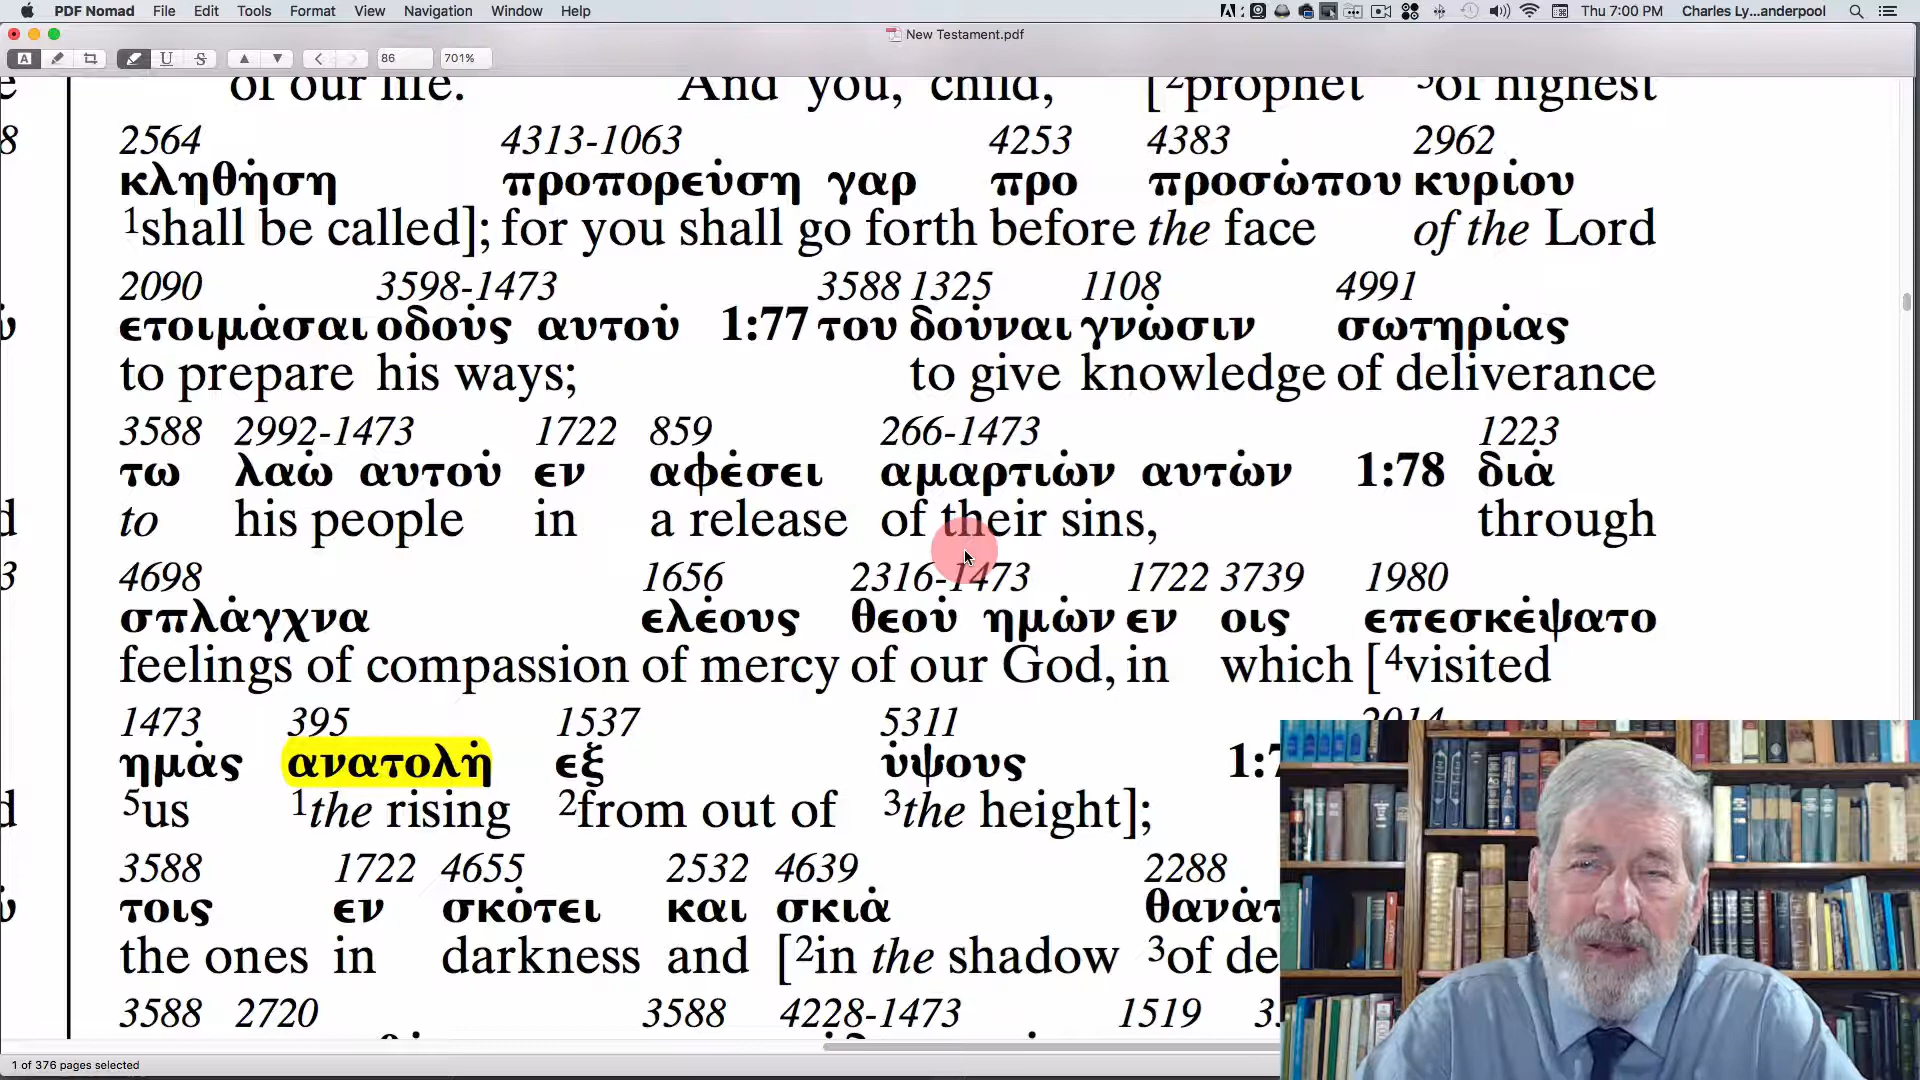 PDF Nomad File Edit Tools Format View Navigation Window Help Thu 7:00 PM Charles Ly...anderpool
New Testament.pdf
86 701%
of our life. And you, child, [²prophet ³of highest
2564 4313-1063 4253 4383 2962
κληθήση προπορεύση γαρ προ προσώπου κυρίου
¹shall be called]; for you shall go forth before the face of the Lord
2090 3598-1473 3588 1325 1108 4991
ετοιμάσαι οδούς αυτού 1:77 του δούναι γνώσιν σωτηρίας
to prepare his ways; to give knowledge of deliverance
3588 2992-1473 1722 859 266-1473 1223
τω λαώ αυτού εν αφέσει αμαρτιών αυτών 1:78 διά
to his people in a release of their sins, through
4698 1656 2316-1473 1722 3739 1980
σπλάγχνα ελέους θεού ημών εν οις επεσκέψατο
feelings of compassion of mercy of our God, in which [⁴visited
1473 395 1537 5311 2014
ημάς ανατολή εξ ύψους 1:7
⁵us ¹the rising ²from out of ³the height];
3588 1722 4655 2532 4639 2288
τοις εν σκότει και σκιά θανάτ
the ones in darkness and [²in the shadow ³of de
3588 2720 3588 4228-1473 1519 3
1 of 376 pages selected